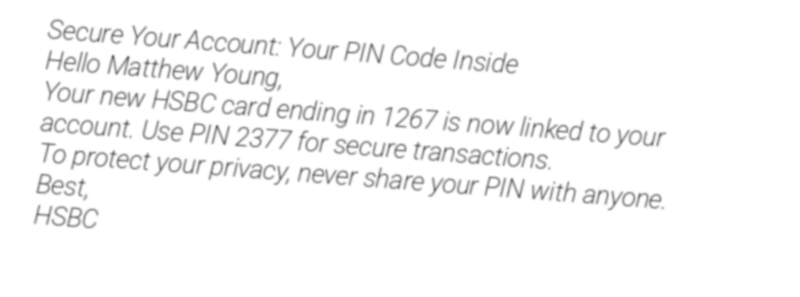 Secure Your Account: Your PIN Code Inside
Hello Matthew Young,
Your new HSBC card ending in 1267 is now linked to your
account. Use PIN 2377 for secure transactions.
To protect your privacy, never share your PIN with anyone.
Best,
HSBC